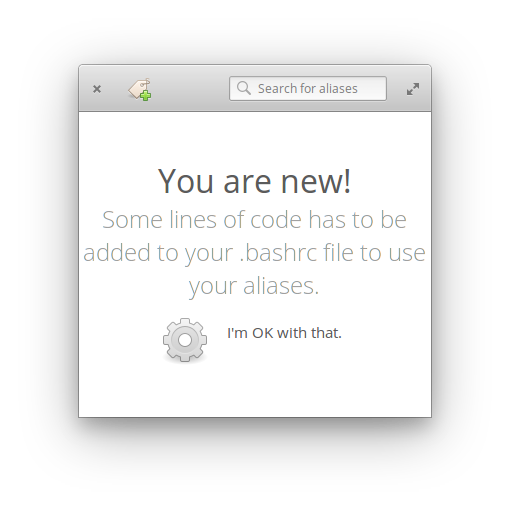 Search for aliases
You are new!
Some lines of code has to be
added to your .bashrc file to use
your aliases.
I'm OK with that.